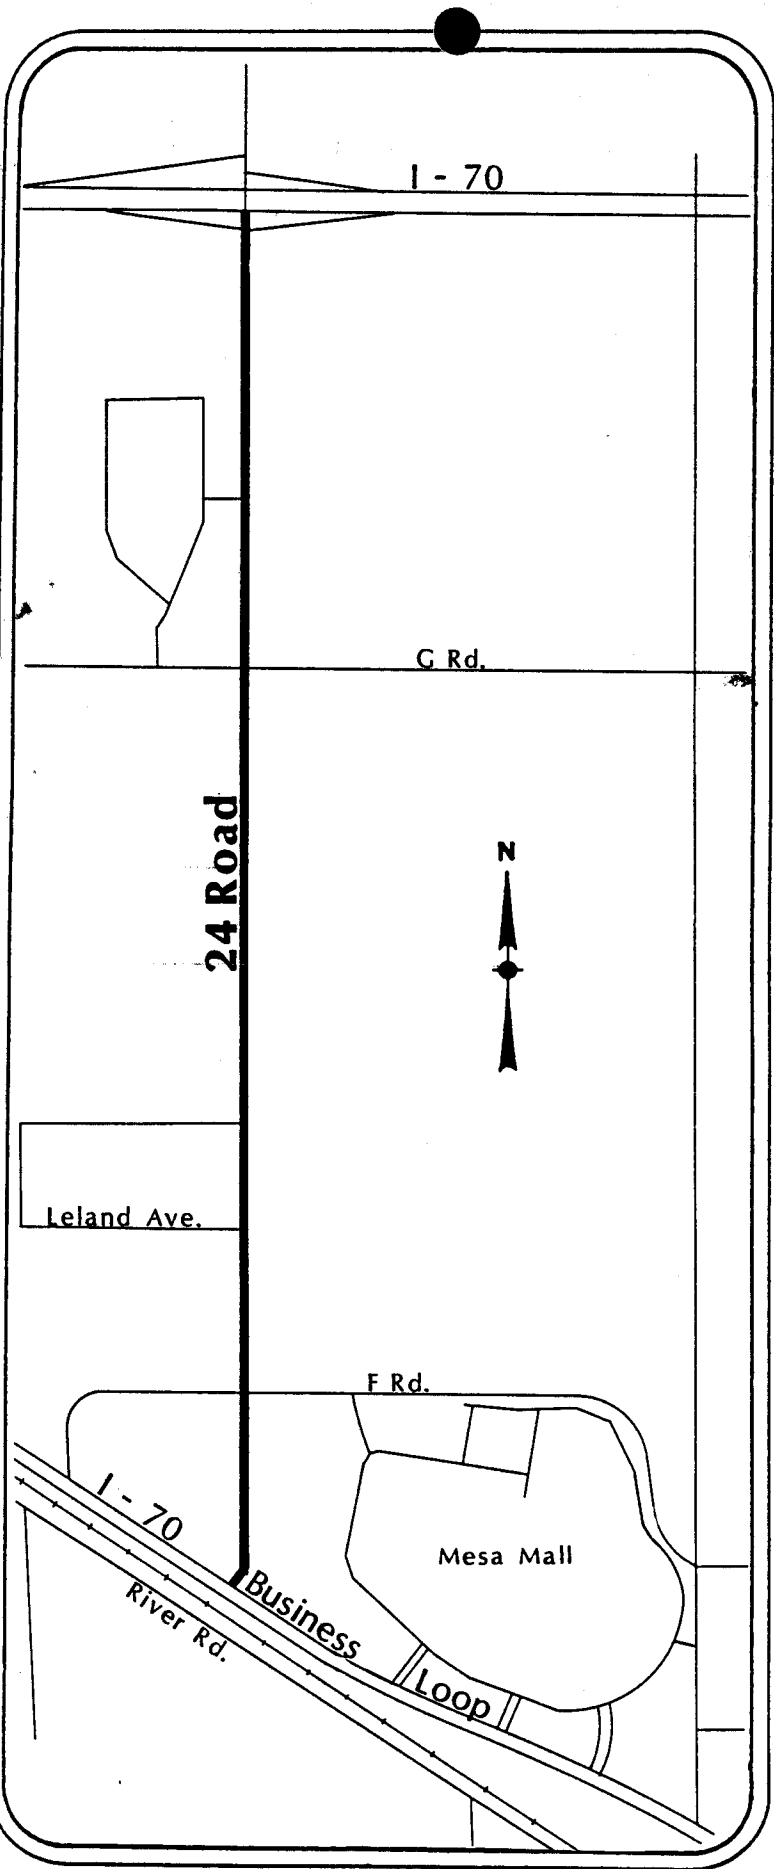 I - 70
G Rd.
24 Road
N
Leland Ave.
F Rd.
I - 70
Business
Loop
Mesa Mall
River Rd.